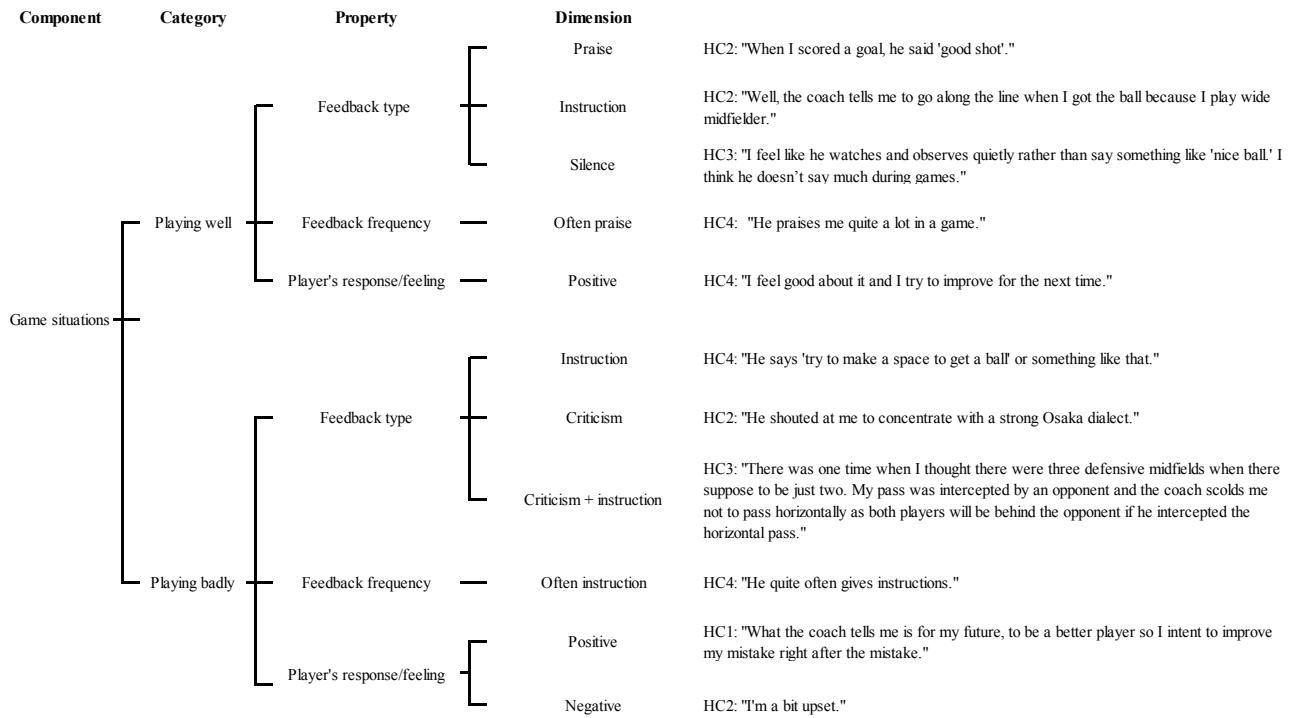 Component Category Property Dimension
Praise HC2: "When I scored a goal, he said 'good shot'."
Feedback type Instruction HC2: "Well, the coach tells me to go along the line when I got the ball because I play wide
midfielder."
Silence HC3: "I feel like he watches and observes quietly rather than say something like 'nice ball.' I
think he doesn't say much during games."
Playing well Feedback frequency Often praise HC4: "He praises me quite a lot in a game."
Player's response/feeling Positive HC4: "I feel good about it and I try to improve for the next time."
Game situations
Instruction HC4: "He says 'try to make a space to get a ball' or something like that."
Feedback type Criticism HC2: "He shouted at me to concentrate with a strong Osaka dialect."
Criticism + instruction HC3: "There was one time when I thought there were three defensive midfields when there
suppose to be just two. My pass was intercepted by an opponent and the coach scolds me
not to pass horizontally as both players will be behind the opponent if he intercepted the
horizontal pass."
Playing badly Feedback frequency Often instruction HC4: "He quite often gives instructions."
Positive HC1: "What the coach tells me is for my future, to be a better player so I intent to improve
my mistake right after the mistake."
Player's response/feeling
Negative HC2: "I'm a bit upset."